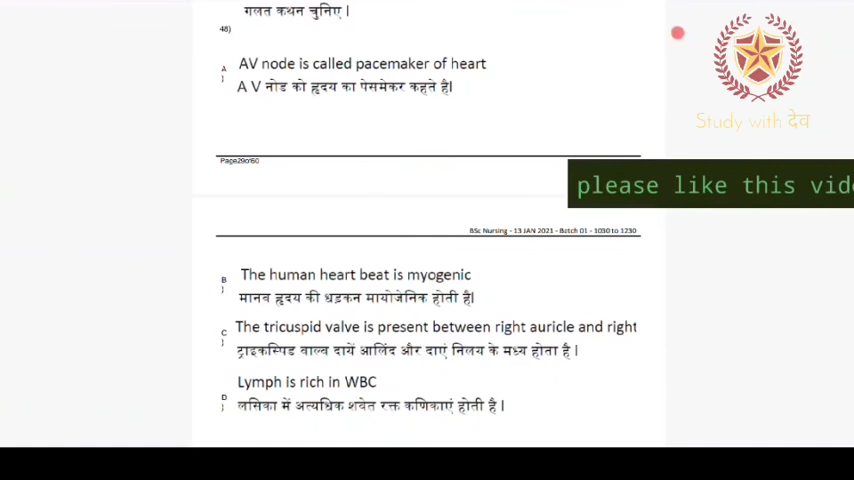 गलत कथन चुनिए |
48)
A) AV node is called pacemaker of heart
A V नोड को हृदय का पेसमेकर कहते है।
Page29of60
Study with देव
please like this vid
BSc Nursing - 13 JAN 2021 - Batch 01 - 1030 to 1230
B) The human heart beat is myogenic
मानव हृदय की धड़कन मायोजेनिक होती है।
C) The tricuspid valve is present between right auricle and right
ट्राइकस्पिड वाल्व दायें आलिंद और दाएं निलय के मध्य होता है |
D) Lymph is rich in WBC
लसिका में अत्यधिक श्वेत रक्त कणिकाएं होती है |